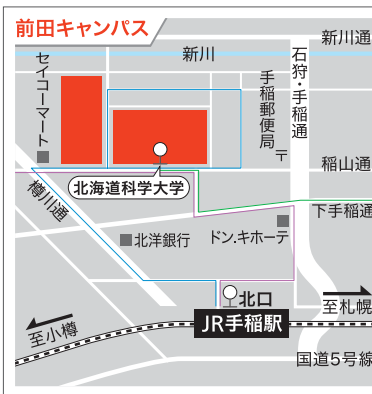 前田キャンパス
新川通
新川
セイコーマート
石狩・手稲通
手稲郵便局
〒
稲山通
北海道科学大学
樽川通
下手稲通
北洋銀行
ドン.キホーテ
北口
至札幌
JR手稲駅
至小樽
国道5号線